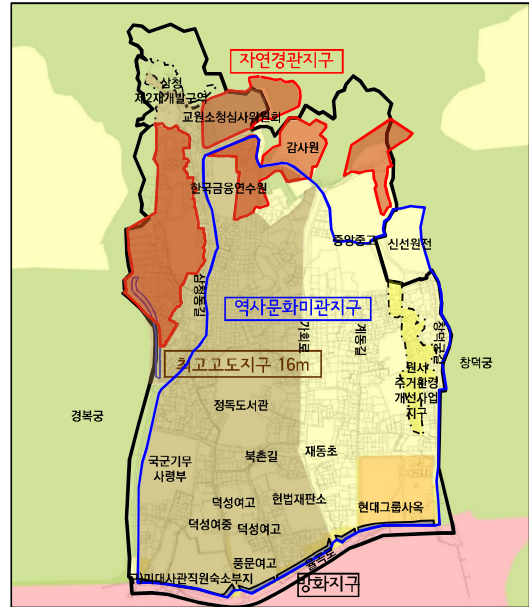 자연경관지구
삼청
제2재개발구역
교원소청심사위원회
감사원
한국금융연수원
중앙중고
신선원전
삼청동길
역사문화미관지구
가회로
계동길
창덕궁길
최고고도지구 16m
원서
주거환경
개선사업
지구
창덕궁
경복궁
정독도서관
북촌길
재동초
국군기무
사령부
덕성여고
헌법재판소
현대그룹사옥
덕성여중
덕성여고
풍문여고
율곡로
구)미대사관직원숙소부지
방화지구